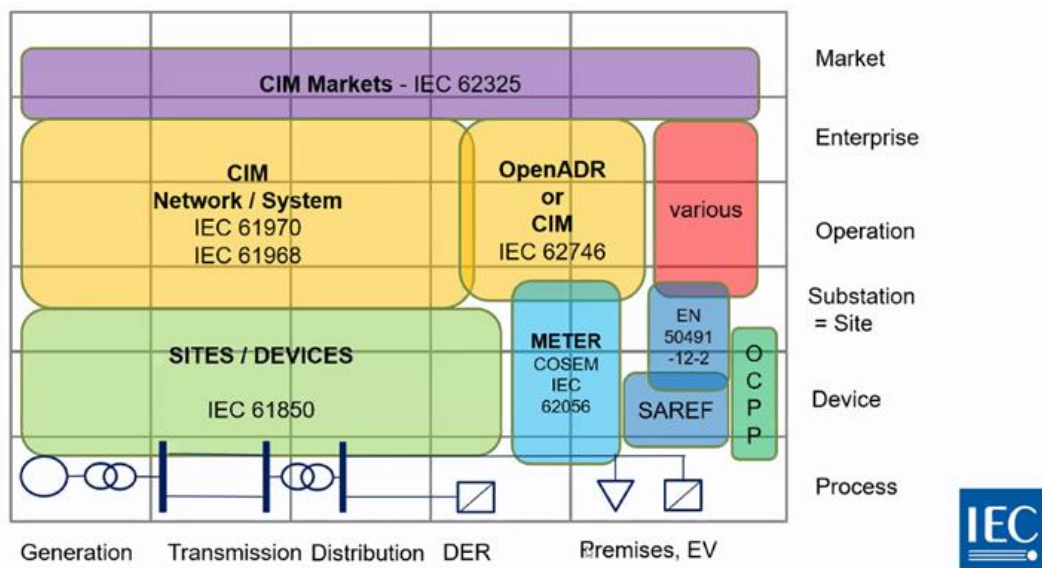 CIM Markets - IEC 62325
Market
CIM
Network / System
IEC 61970
IEC 61968
OpenADR
or
CIM
IEC 62746
various
Enterprise
Operation
SITES / DEVICES
IEC 61850
METER
COSEM
IEC
62056
EN
50491
-12-2
SAREF
O
C
P
P
Substation
= Site
Device
Process
Generation
Transmission
Distribution
DER
Premises, EV
IEC